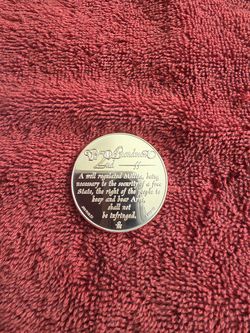 A well regulated Militia, being
necessary to the security of a free
State, the right of the people to
keep and bear Arms
shall not
be infringed.